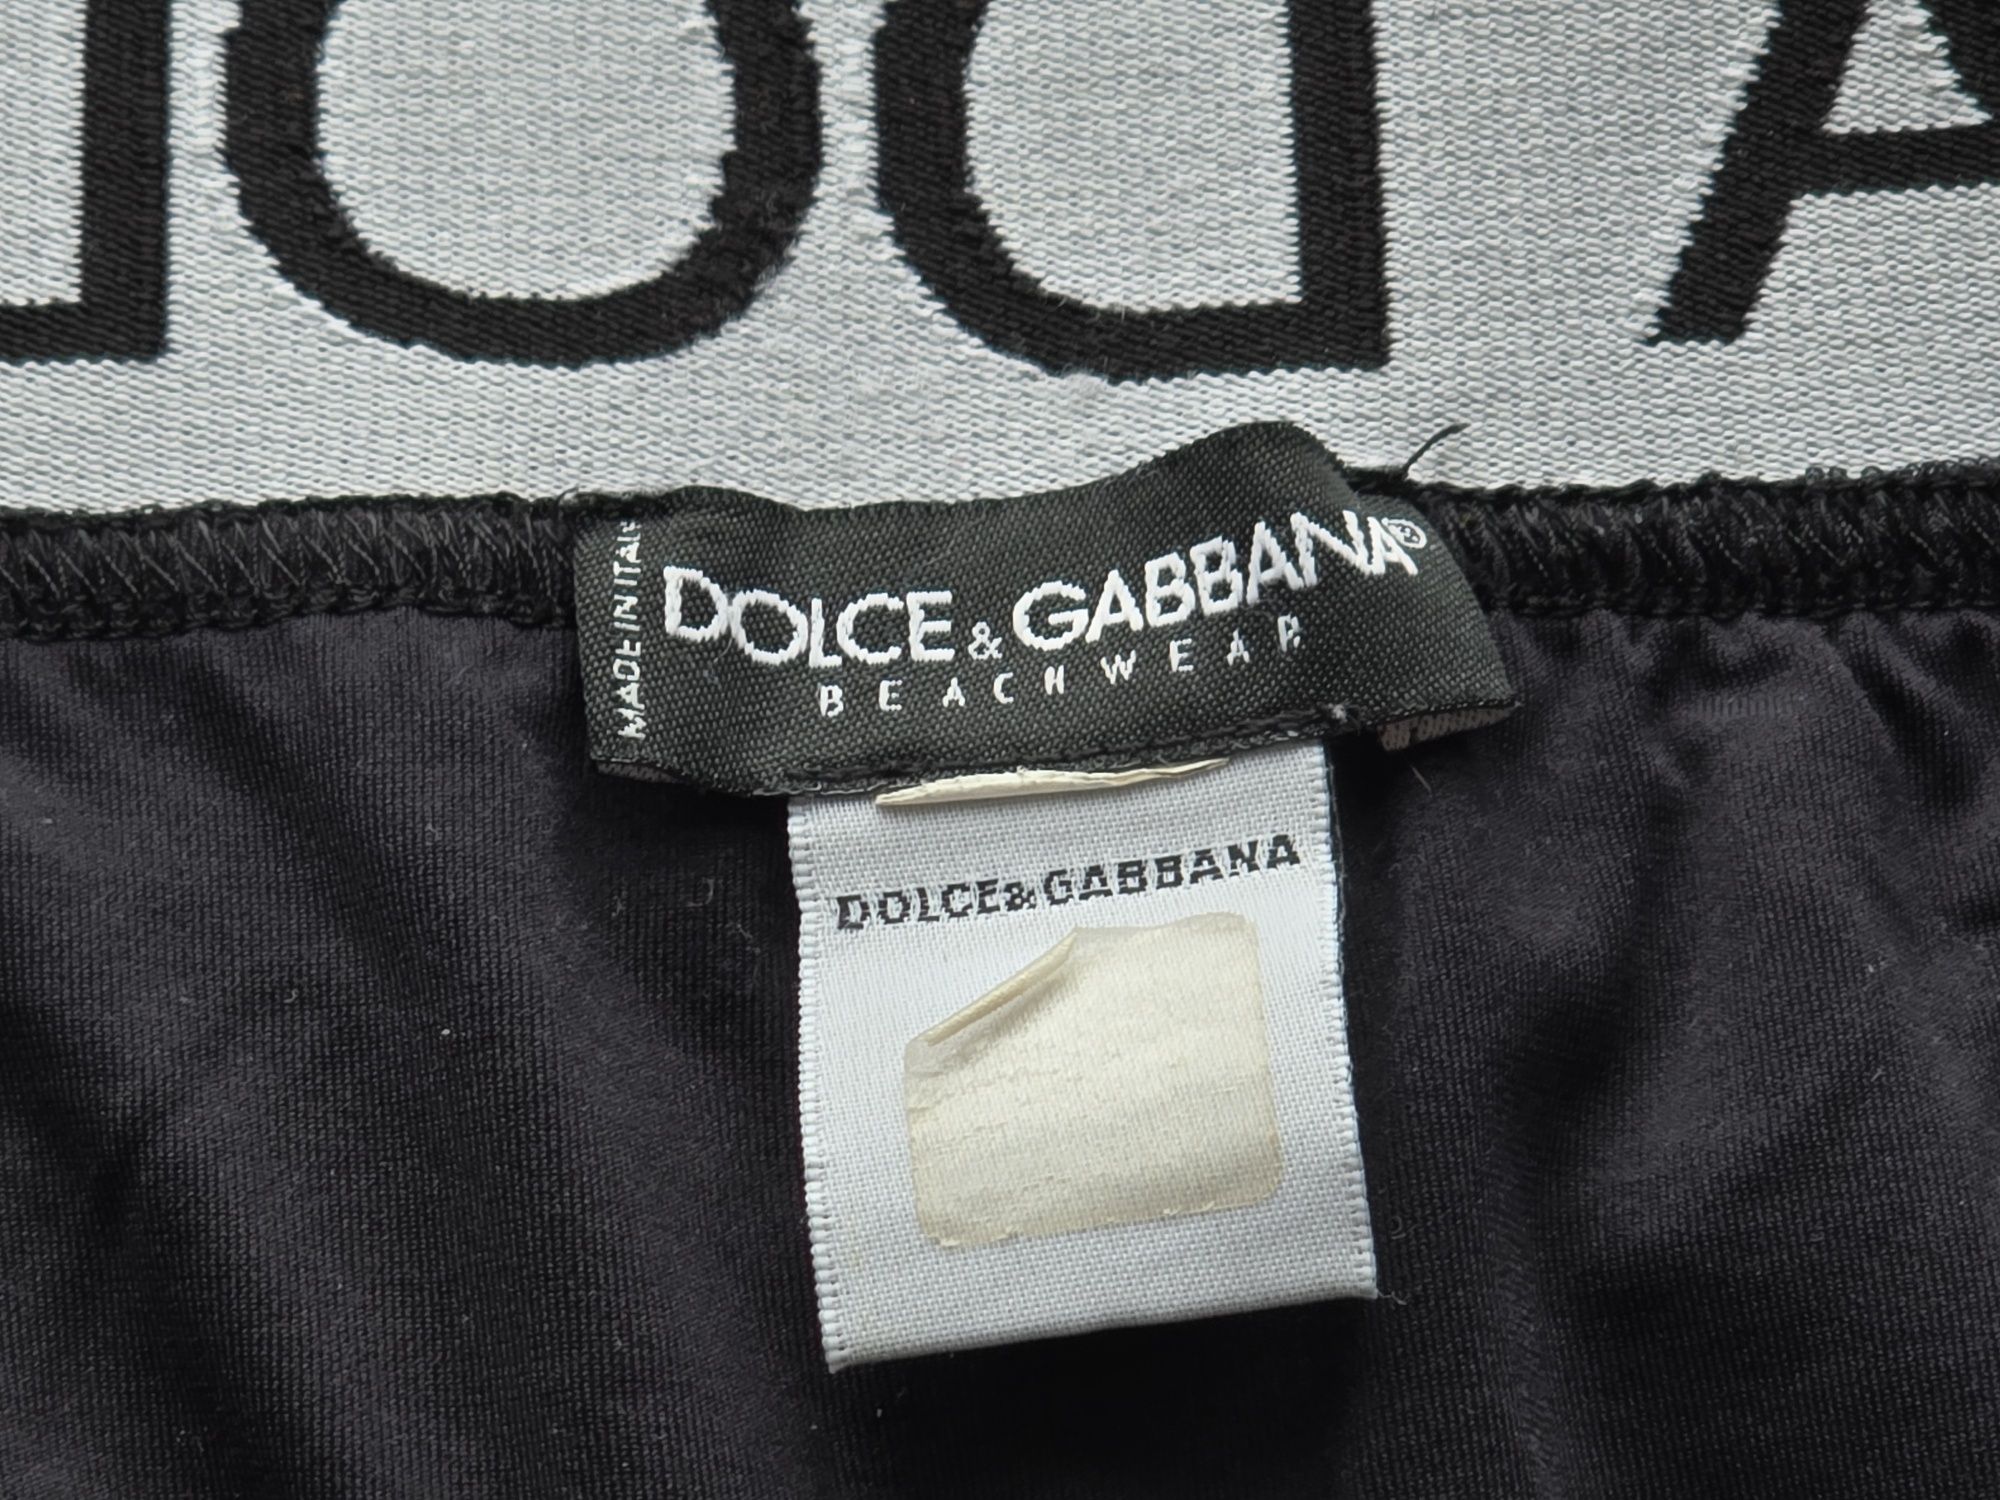 MADE IN ITALY
DOLCE & GABBANA®
BEACHWEAR
DOLCE&GABBANA